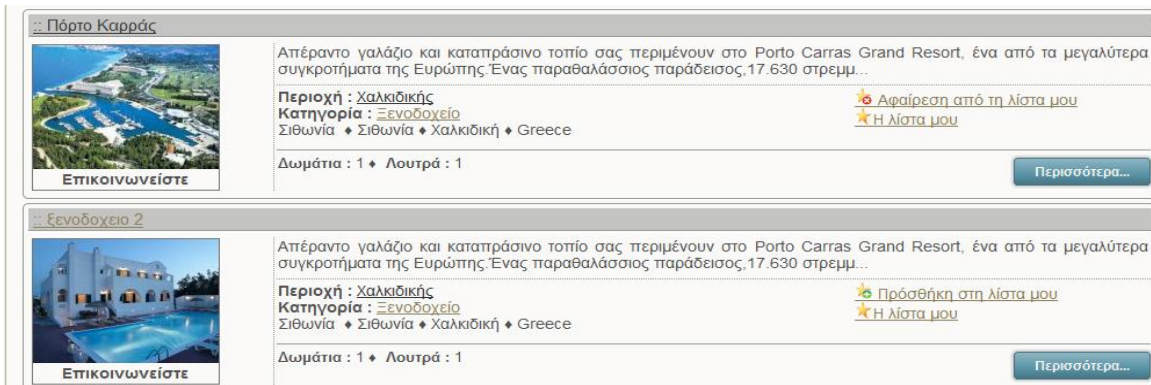 :: Πόρτο Καρράς
Απέραντο γαλάζιο και καταπράσινο τοπίο σας περιμένουν στο Porto Carras Grand Resort, ένα από τα μεγαλύτερα
συγκροτήματα της Ευρώπης.Ένας παραθαλάσσιος παράδεισος,17.630 στρεμμ...
Περιοχή : Χαλκιδικής
Κατηγορία : Ξενοδοχείο
Σιθωνία ♦ Σιθωνία ♦ Χαλκιδική ♦ Greece
Αφαίρεση από τη λίστα μου
Η λίστα μου
Δωμάτια : 1 ♦ Λουτρά : 1
Επικοινωνείστε
Περισσότερα...
:: ξενοδοχειο 2
Απέραντο γαλάζιο και καταπράσινο τοπίο σας περιμένουν στο Porto Carras Grand Resort, ένα από τα μεγαλύτερα
συγκροτήματα της Ευρώπης.Ένας παραθαλάσσιος παράδεισος,17.630 στρεμμ...
Περιοχή : Χαλκιδικής
Κατηγορία : Ξενοδοχείο
Σιθωνία ♦ Σιθωνία ♦ Χαλκιδική ♦ Greece
Πρόσθήκη στη λίστα μου
Η λίστα μου
Δωμάτια : 1 ♦ Λουτρά : 1
Επικοινωνείστε
Περισσότερα...